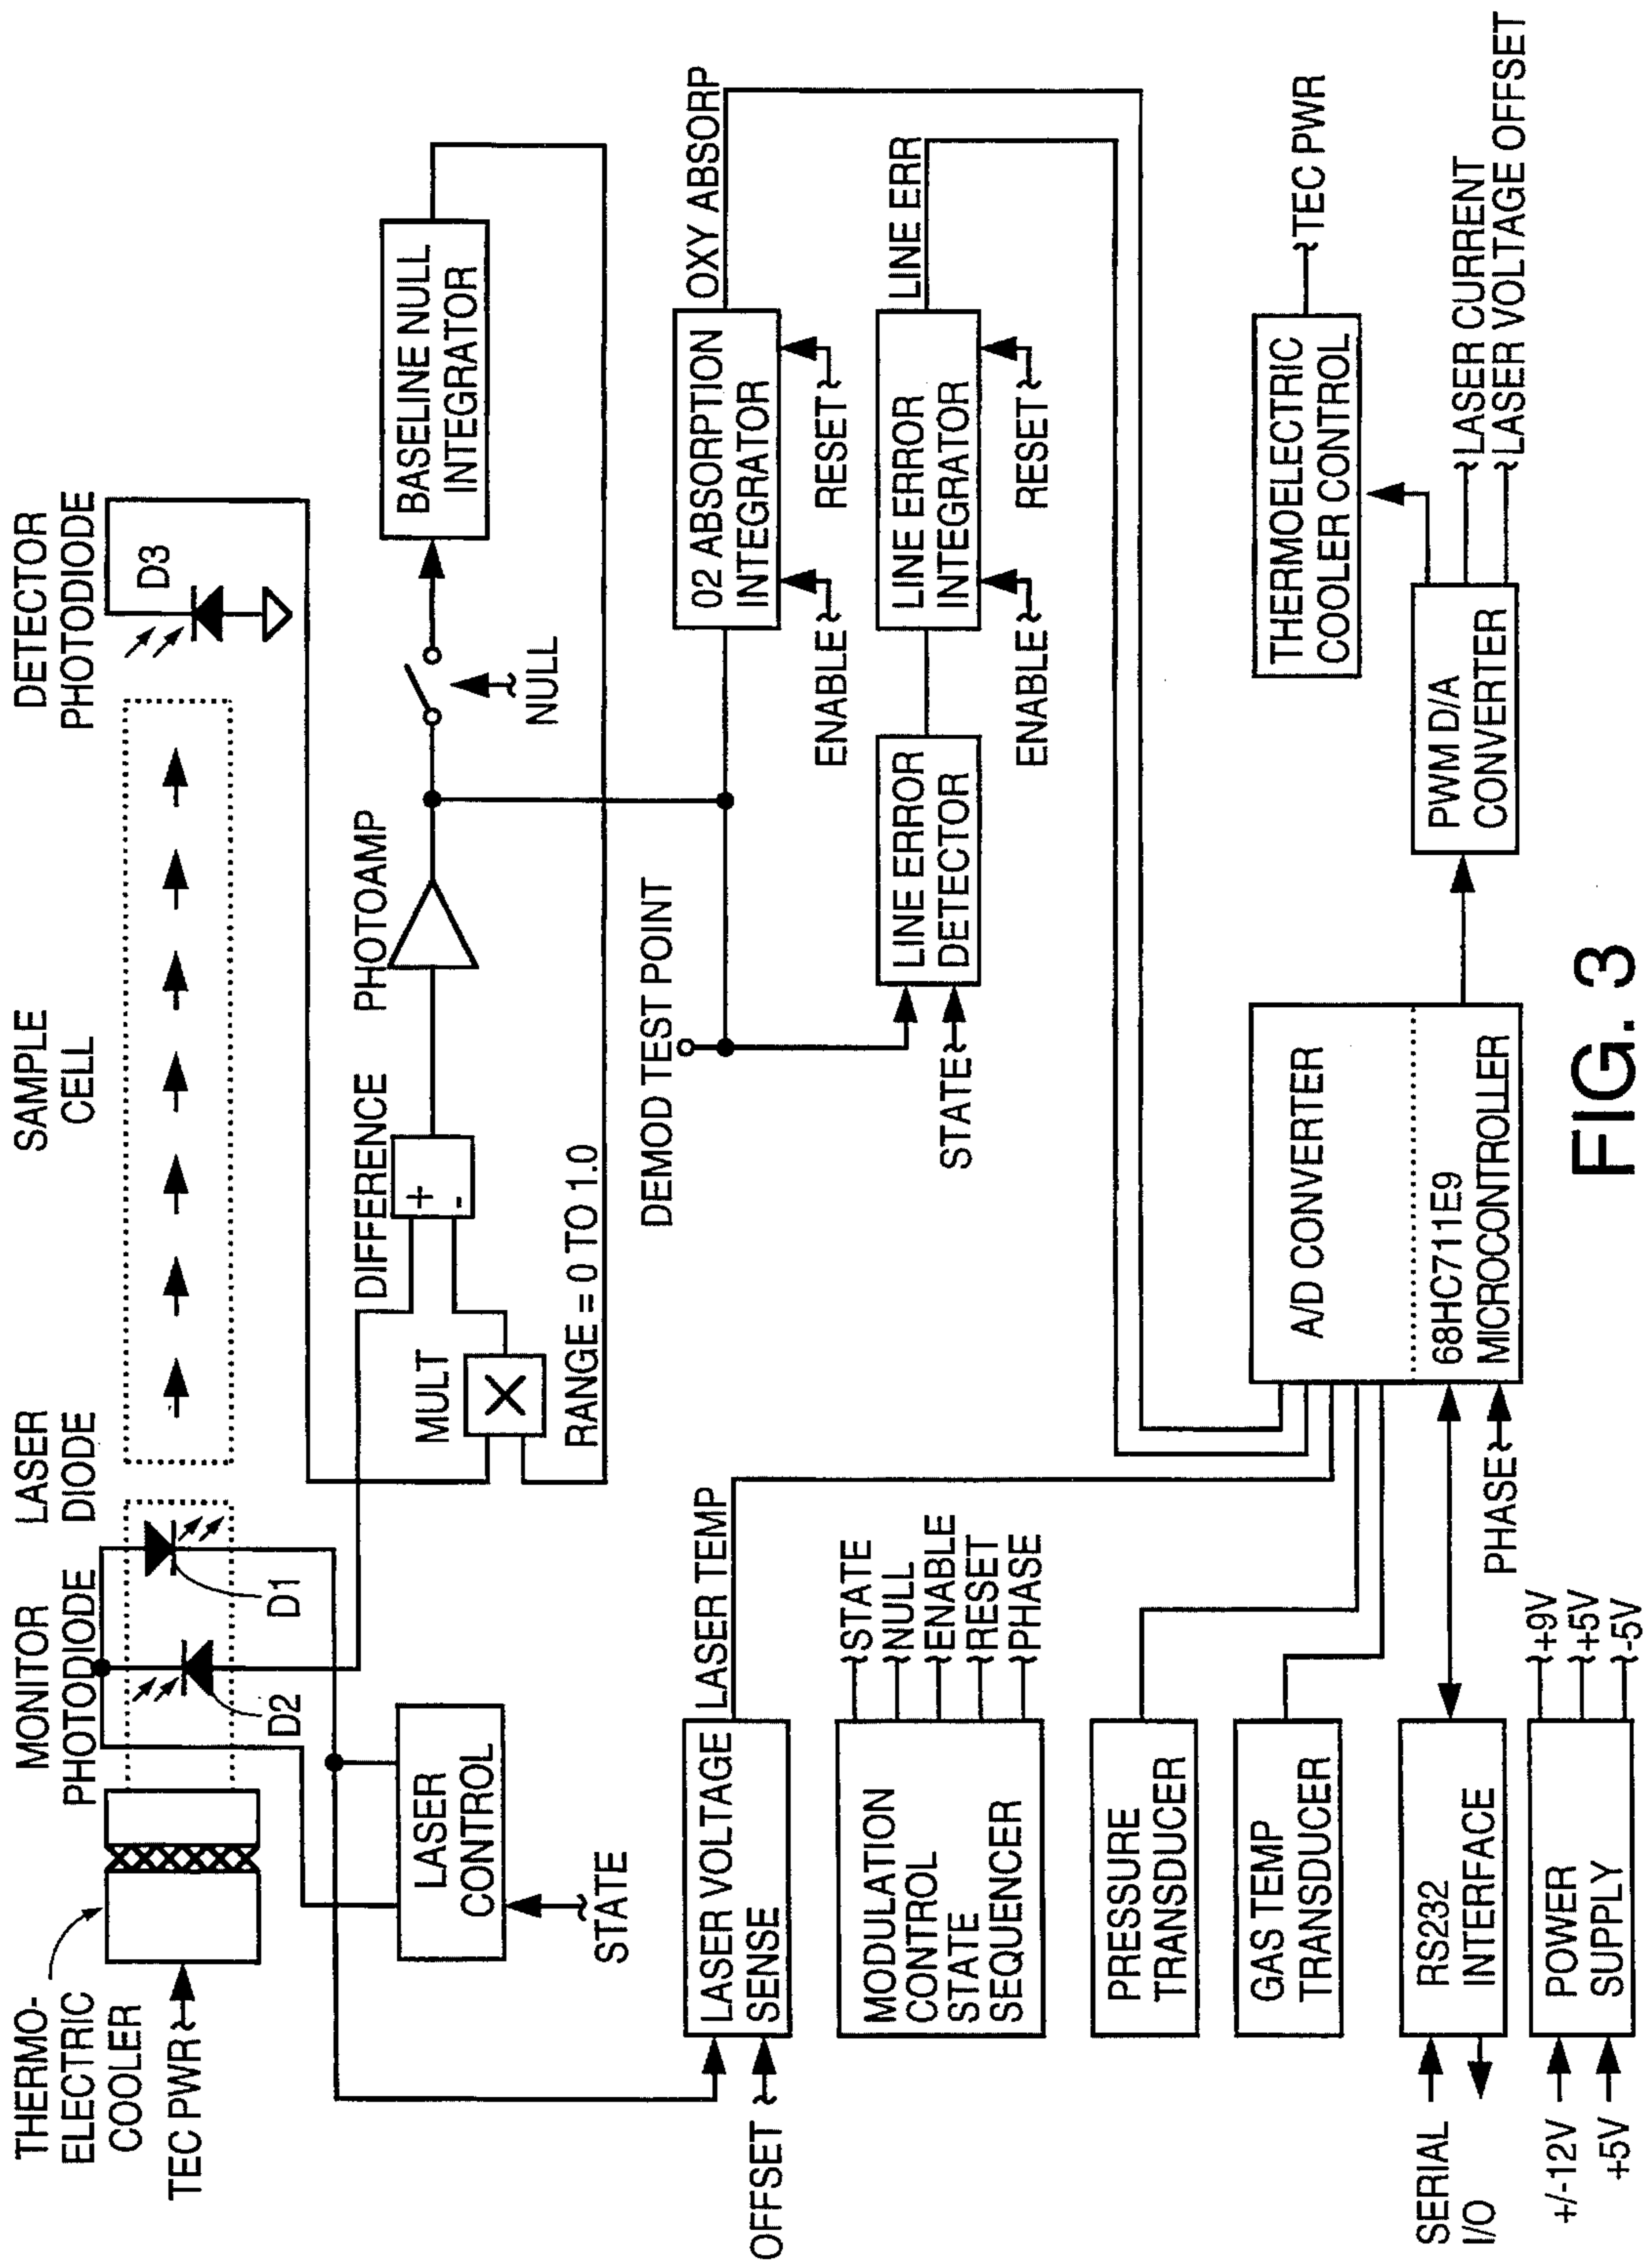 THERMO-
ELECTRIC
COOLER
TEC PWR
MONITOR
PHOTODIODE
LASER
DIODE
SAMPLE
CELL
DETECTOR
PHOTODIODE
D2
D1
D3
LASER
CONTROL
STATE
MULT
RANGE = 0 TO 1.0
DIFFERENCE
+
-
PHOTOAMP
NULL
BASELINE NULL
INTEGRATOR
DEMOD TEST POINT
02 ABSORPTION
INTEGRATOR
OXY ABSORP
ENABLE
RESET
STATE
LINE ERROR
DETECTOR
LINE ERROR
INTEGRATOR
LINE ERR
ENABLE
RESET
OFFSET
LASER VOLTAGE
SENSE
LASER TEMP
MODULATION
CONTROL
STATE
SEQUENCER
STATE
NULL
ENABLE
RESET
PHASE
PRESSURE
TRANSDUCER
GAS TEMP
TRANSDUCER
SERIAL
I/O
RS232
INTERFACE
+/-12V
+5V
POWER
SUPPLY
+9V
+5V
-5V
PHASE
A/D CONVERTER
68HC711E9
MICROCONTROLLER
PWM D/A
CONVERTER
THERMOELECTRIC
COOLER CONTROL
TEC PWR
LASER CURRENT
LASER VOLTAGE OFFSET
FIG. 3